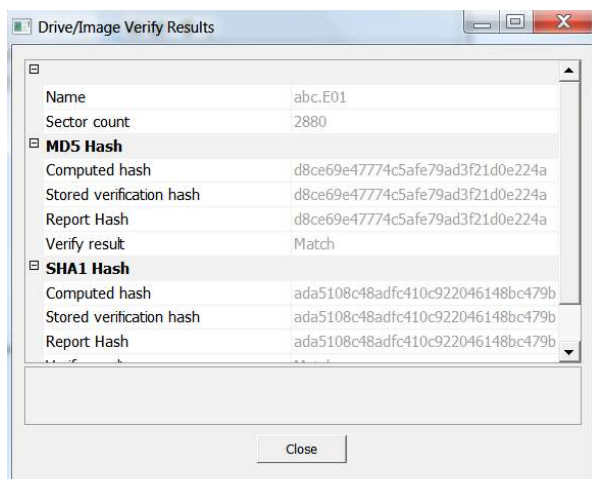 Drive/Image Verify Results
Name abc.E01
Sector count 2880
MD5 Hash
Computed hash d8ce69e47774c5afe79ad3f21d0e224a
Stored verification hash d8ce69e47774c5afe79ad3f21d0e224a
Report Hash d8ce69e47774c5afe79ad3f21d0e224a
Verify result Match
SHA1 Hash
Computed hash ada5108c48adfc410c922046148bc479b
Stored verification hash ada5108c48adfc410c922046148bc479b
Report Hash ada5108c48adfc410c922046148bc479b
Close